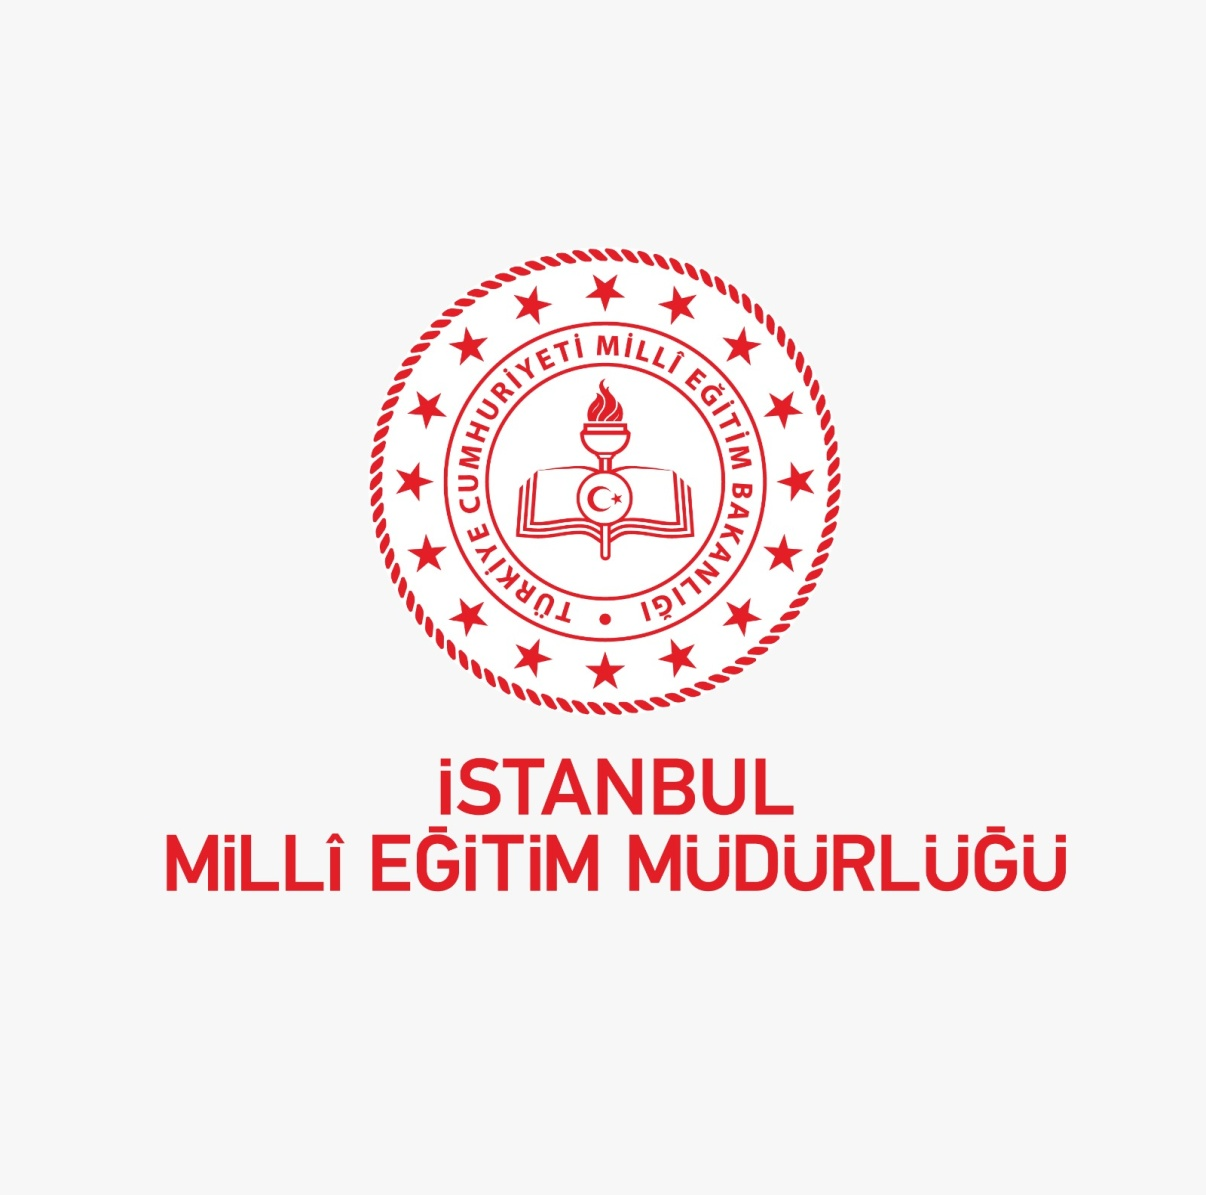 TÜRKİYE CUMHURİYETİ MİLLÎ EĞİTİM BAKANLIĞI
İSTANBUL
MİLLÎ EĞİTİM MÜDÜRLÜĞÜ